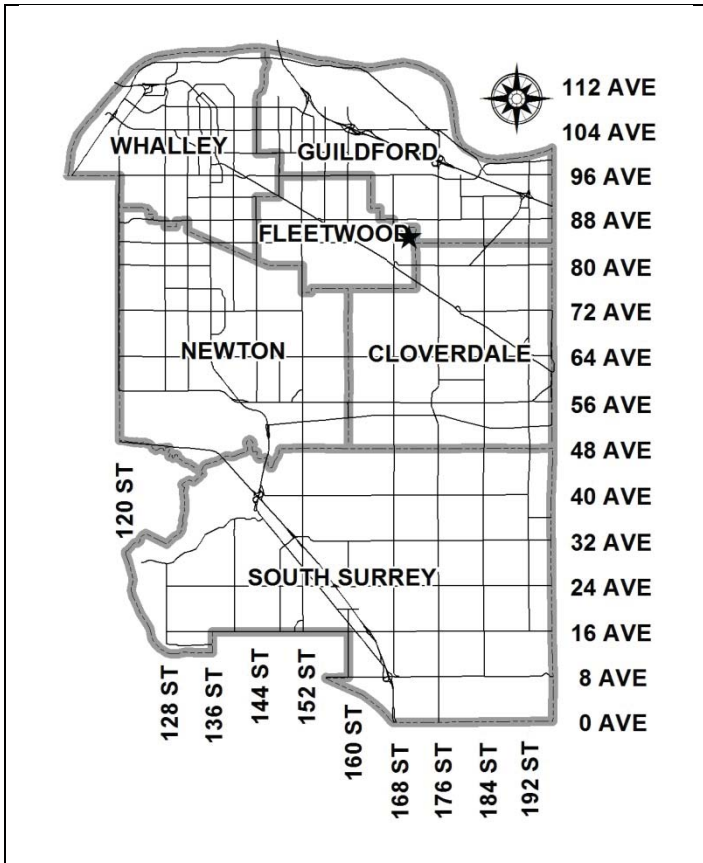 112 AVE
104 AVE
WHALLEY
GUILDFORD
96 AVE
88 AVE
FLEETWOOD
80 AVE
72 AVE
NEWTON
CLOVERDALE
64 AVE
56 AVE
48 AVE
120 ST
40 AVE
32 AVE
SOUTH SURREY
24 AVE
16 AVE
128 ST
136 ST
144 ST
152 ST
160 ST
8 AVE
0 AVE
168 ST
176 ST
184 ST
192 ST